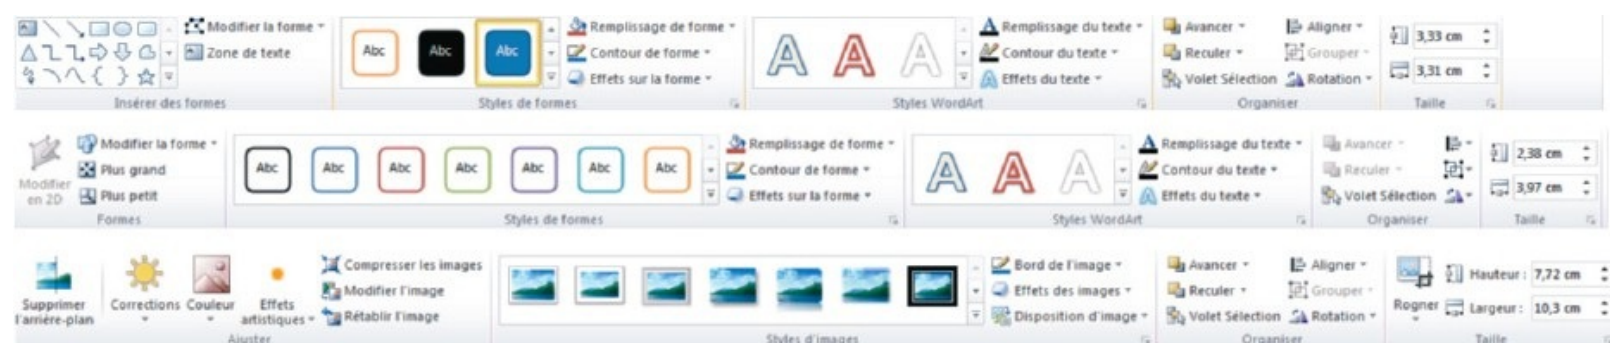 Modifier la forme Remplissage de forme Remplissage du texte Avancer Aligner 3,33 cm
Zone de texte Abc Abc Abc Contour de forme A A A Contour du texte Reculer Grouper
Effets sur la forme Effets du texte Volet Sélection Rotation 3,31 cm
Insérer des formes Styles de formes Styles WordArt Organiser Taille
Modifier la forme Remplissage de forme Remplissage du texte Avancer 2,38 cm
Modifier en 2D Plus grand Abc Abc Abc Abc Abc Abc Abc Contour de forme A A A Contour du texte Reculer
Plus petit Effets sur la forme Effets du texte Volet Sélection 3,97 cm
Formes Styles de formes Styles WordArt Organiser Taille
Compresser les images Bord de l'image Avancer Aligner Hauteur : 7,72 cm
Modifier l'image Effets des images Reculer Grouper
Supprimer l'arrière-plan Corrections Couleur Effets artistiques Rétablir l'image Disposition d'image Volet Sélection Rotation Rogner Largeur : 10,3 cm
Ajuster Styles d'images Organiser Taille